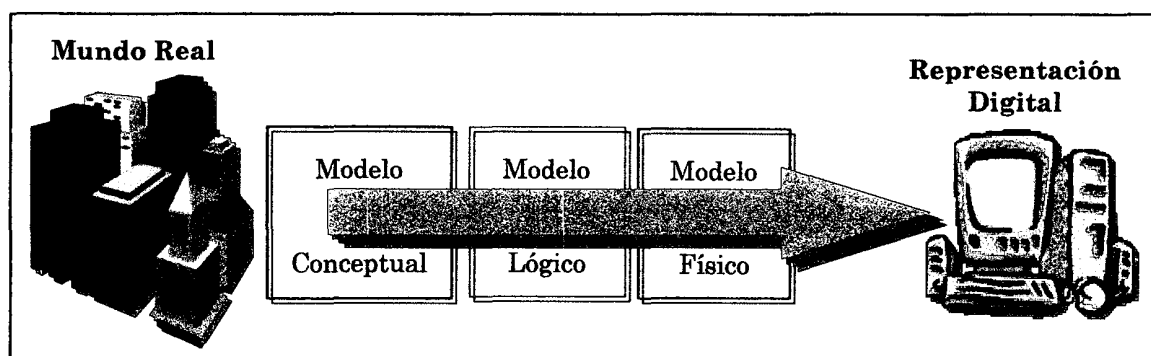 Mundo Real
Representación
Digital
Modelo
Conceptual
Modelo
Lógico
Modelo
Físico